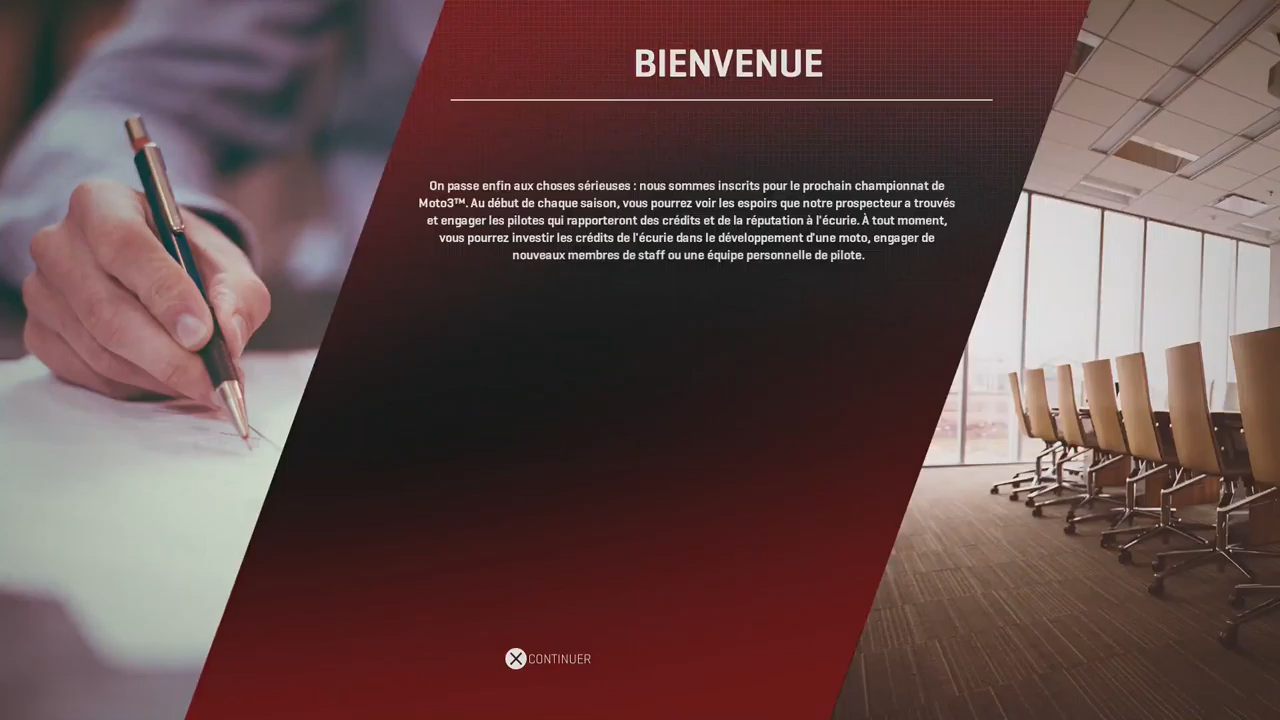 BIENVENUE
On passe enfin aux choses sérieuses : nous sommes inscrits pour le prochain championnat de
Moto3™. Au début de chaque saison, vous pourrez voir les espoirs que notre prospecteur a trouvés
et engager les pilotes qui rapporteront des crédits et de la réputation à l'écurie. À tout moment,
vous pourrez investir les crédits de l'écurie dans le développement d'une moto, engager de
nouveaux membres de staff ou une équipe personnelle de pilote.
CONTINUER